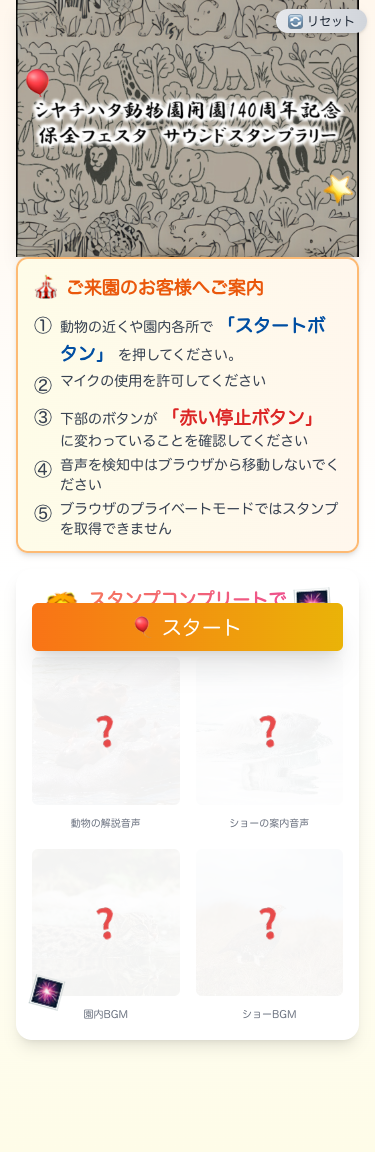 リセット
シヤチハタ動物園開園140周年記念
保全フェスタ サウンドスタンプラリー
ご来園のお客様へご案内
① 動物の近くや園内各所で 「スタートボ
タン」 を押してください。
② マイクの使用を許可してください
③ 下部のボタンが 「赤い停止ボタン」
に変わっていることを確認してください
④ 音声を検知中はブラウザから移動しないでく
ださい
⑤ ブラウザのプライベートモードではスタンプ
を取得できません
スタンプコンプリートで
スタート
動物の解説音声
ショーの案内音声
園内BGM
ショーBGM